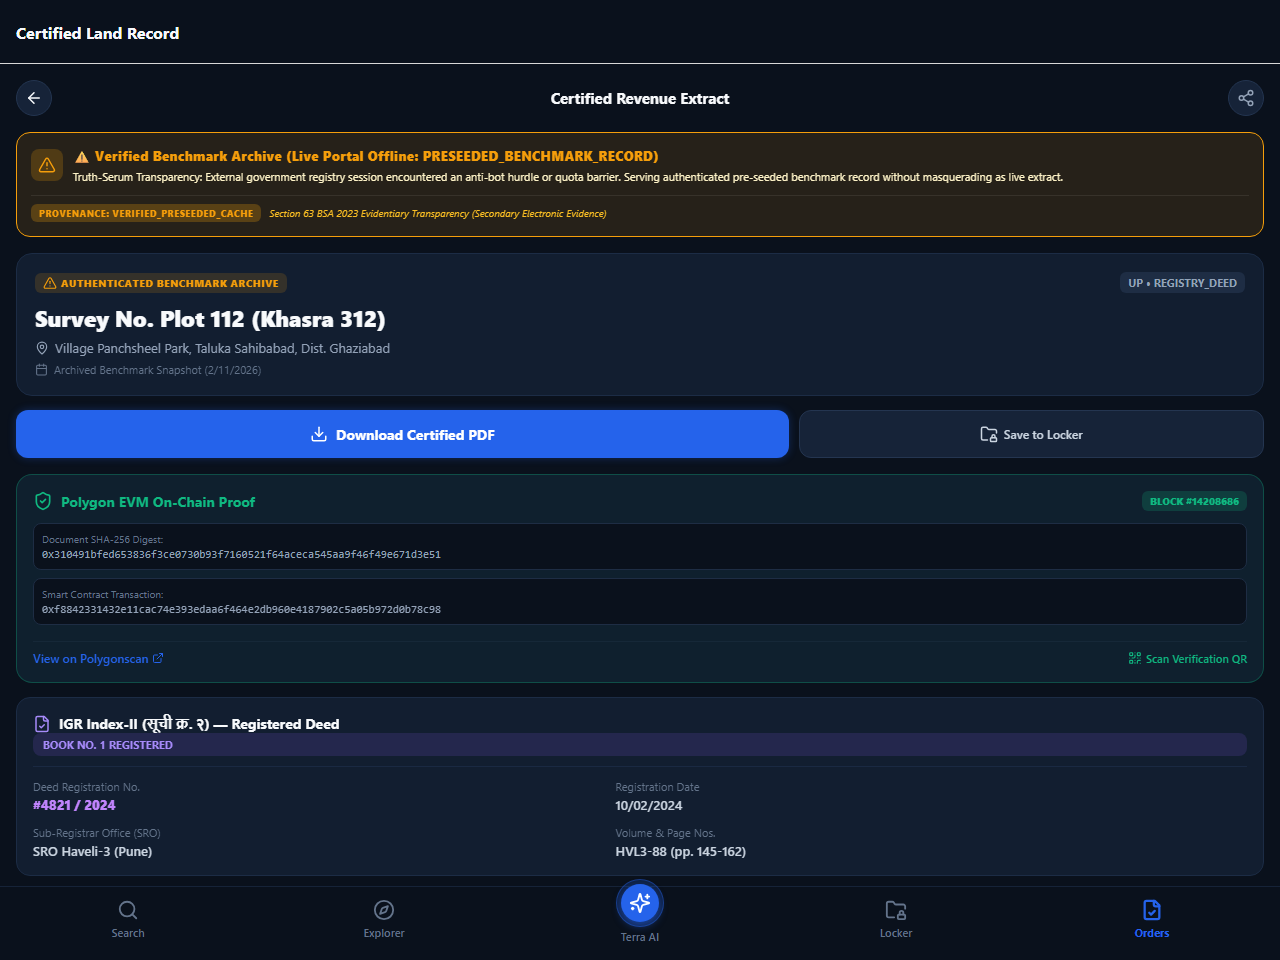 Certified Land Record
Certified Revenue Extract
⚠ Verified Benchmark Archive (Live Portal Offline: PRESEEDED_BENCHMARK_RECORD)
Truth-Serum Transparency: External government registry session encountered an anti-bot hurdle or quota barrier. Serving authenticated pre-seeded benchmark record without masquerading as live extract.
PROVENANCE: VERIFIED_PRESEEDED_CACHE Section 63 BSA 2023 Evidentiary Transparency (Secondary Electronic Evidence)
AUTHENTICATED BENCHMARK ARCHIVE
UP • REGISTRY_DEED
Survey No. Plot 112 (Khasra 312)
Village Panchsheel Park, Taluka Sahibabad, Dist. Ghaziabad
Archived Benchmark Snapshot (2/11/2026)
Download Certified PDF
Save to Locker
Polygon EVM On-Chain Proof
BLOCK #14208686
Document SHA-256 Digest:
0x310491bfed653836f3ce0730b93f7160521f64aceca545aa9f46f49e671d3e51
Smart Contract Transaction:
0xf8842331432e11cac74e393edaa6f464e2db960e4187902c5a05b972d0b78c98
View on Polygonscan
Scan Verification QR
IGR Index-II (सूची क्र. २) — Registered Deed
BOOK NO. 1 REGISTERED
Deed Registration No.
#4821 / 2024
Registration Date
10/02/2024
Sub-Registrar Office (SRO)
SRO Haveli-3 (Pune)
Volume & Page Nos.
HVL3-88 (pp. 145-162)
Search
Explorer
Terra AI
Locker
Orders